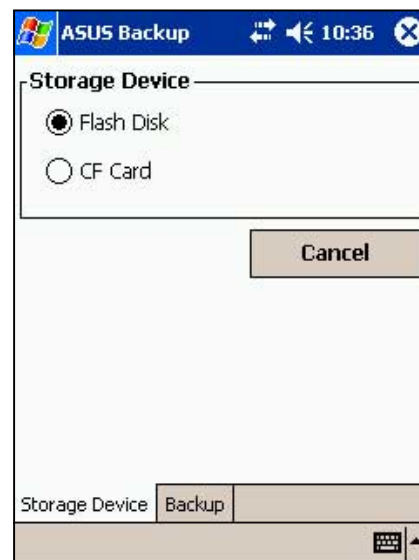 ASUS Backup 10:36
Storage Device
Flash Disk
CF Card
Cancel
Storage Device Backup